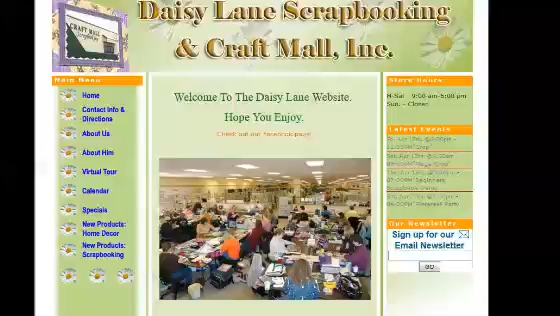 Daisy Lane Scrapbooking
& Craft Mall, Inc.
CRAFT MALL
Main Menu
Home
Contact Info &
Directions
About Us
About Him
Virtual Tour
Calendar
Specials
New Products:
Home Decor
New Products:
Scrapbooking
Welcome To The Daisy Lane Website.
Hope You Enjoy.
Check out our Facebook page!
Store Hours
M-Sat 9:00 am-5:00 pm
Sun. - Closed
Latest Events
Our Newsletter
Sign up for our
Email Newsletter
GO